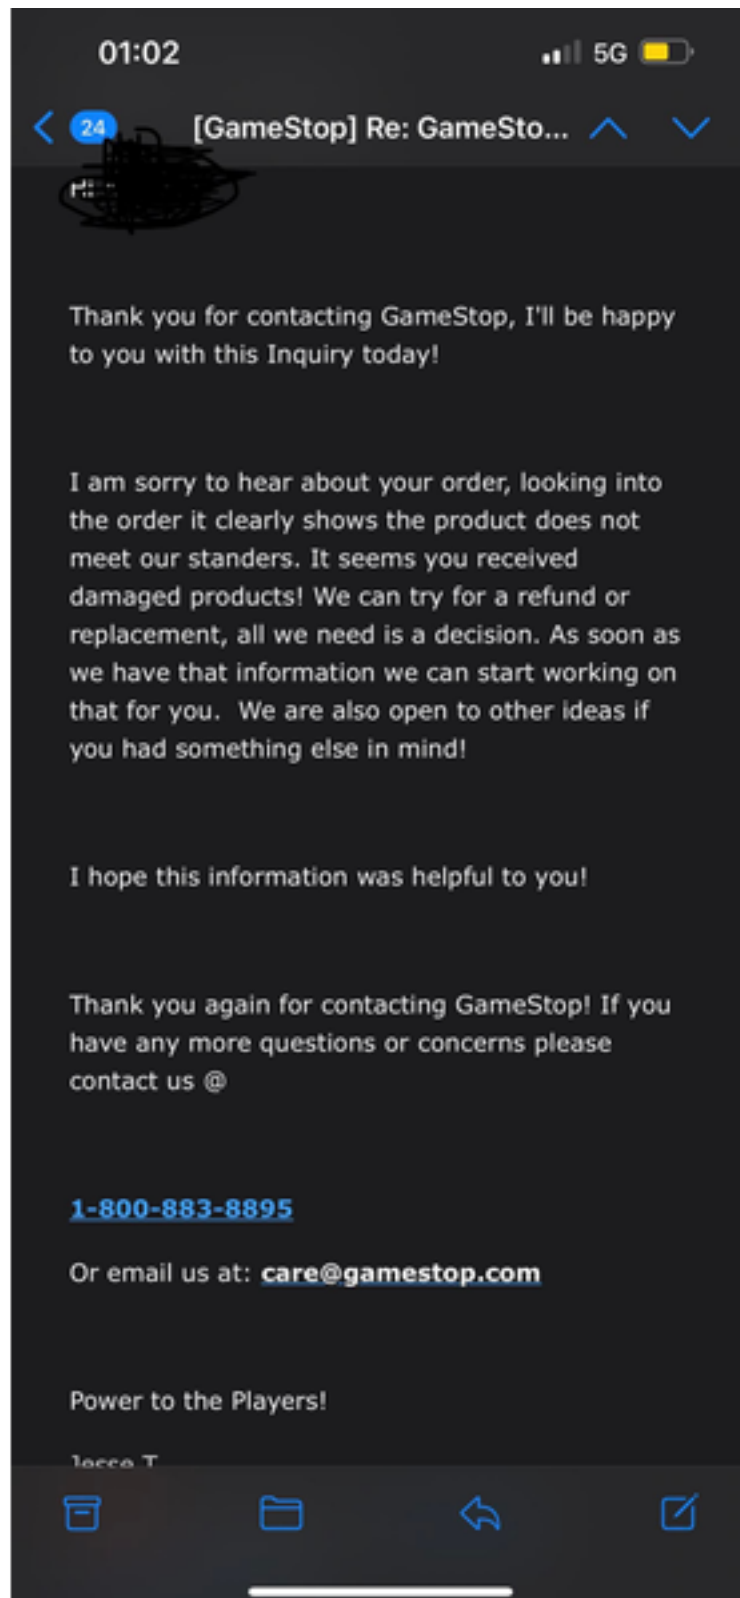 01:02
5G
24
[GameStop] Re: GameSto...
Thank you for contacting GameStop, I'll be happy
to you with this Inquiry today!
I am sorry to hear about your order, looking into
the order it clearly shows the product does not
meet our standers. It seems you received
damaged products! We can try for a refund or
replacement, all we need is a decision. As soon as
we have that information we can start working on
that for you.  We are also open to other ideas if
you had something else in mind!
I hope this information was helpful to you!
Thank you again for contacting GameStop! If you
have any more questions or concerns please
contact us @
1-800-883-8895
Or email us at: care@gamestop.com
Power to the Players!
Jesse T